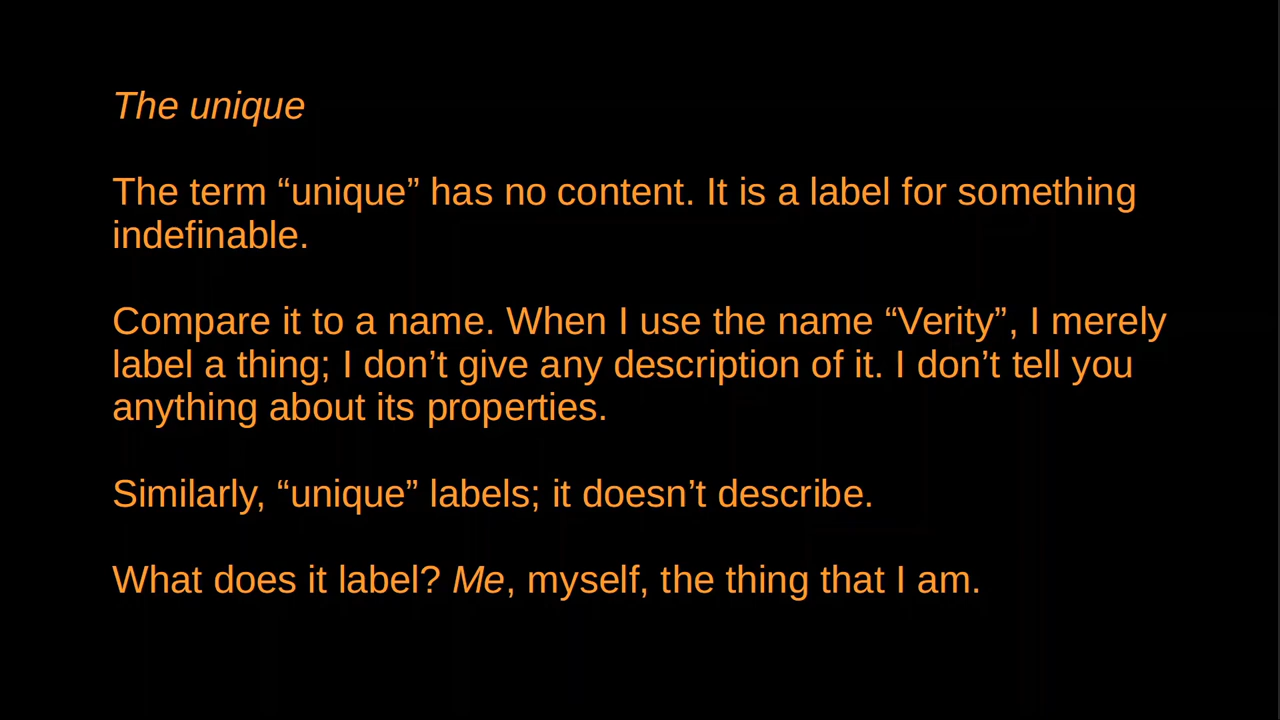 The unique
The term “unique” has no content. It is a label for something
indefinable.
Compare it to a name. When I use the name “Verity”, I merely
label a thing; I don’t give any description of it. I don’t tell you
anything about its properties.
Similarly, “unique” labels; it doesn’t describe.
What does it label? Me, myself, the thing that I am.